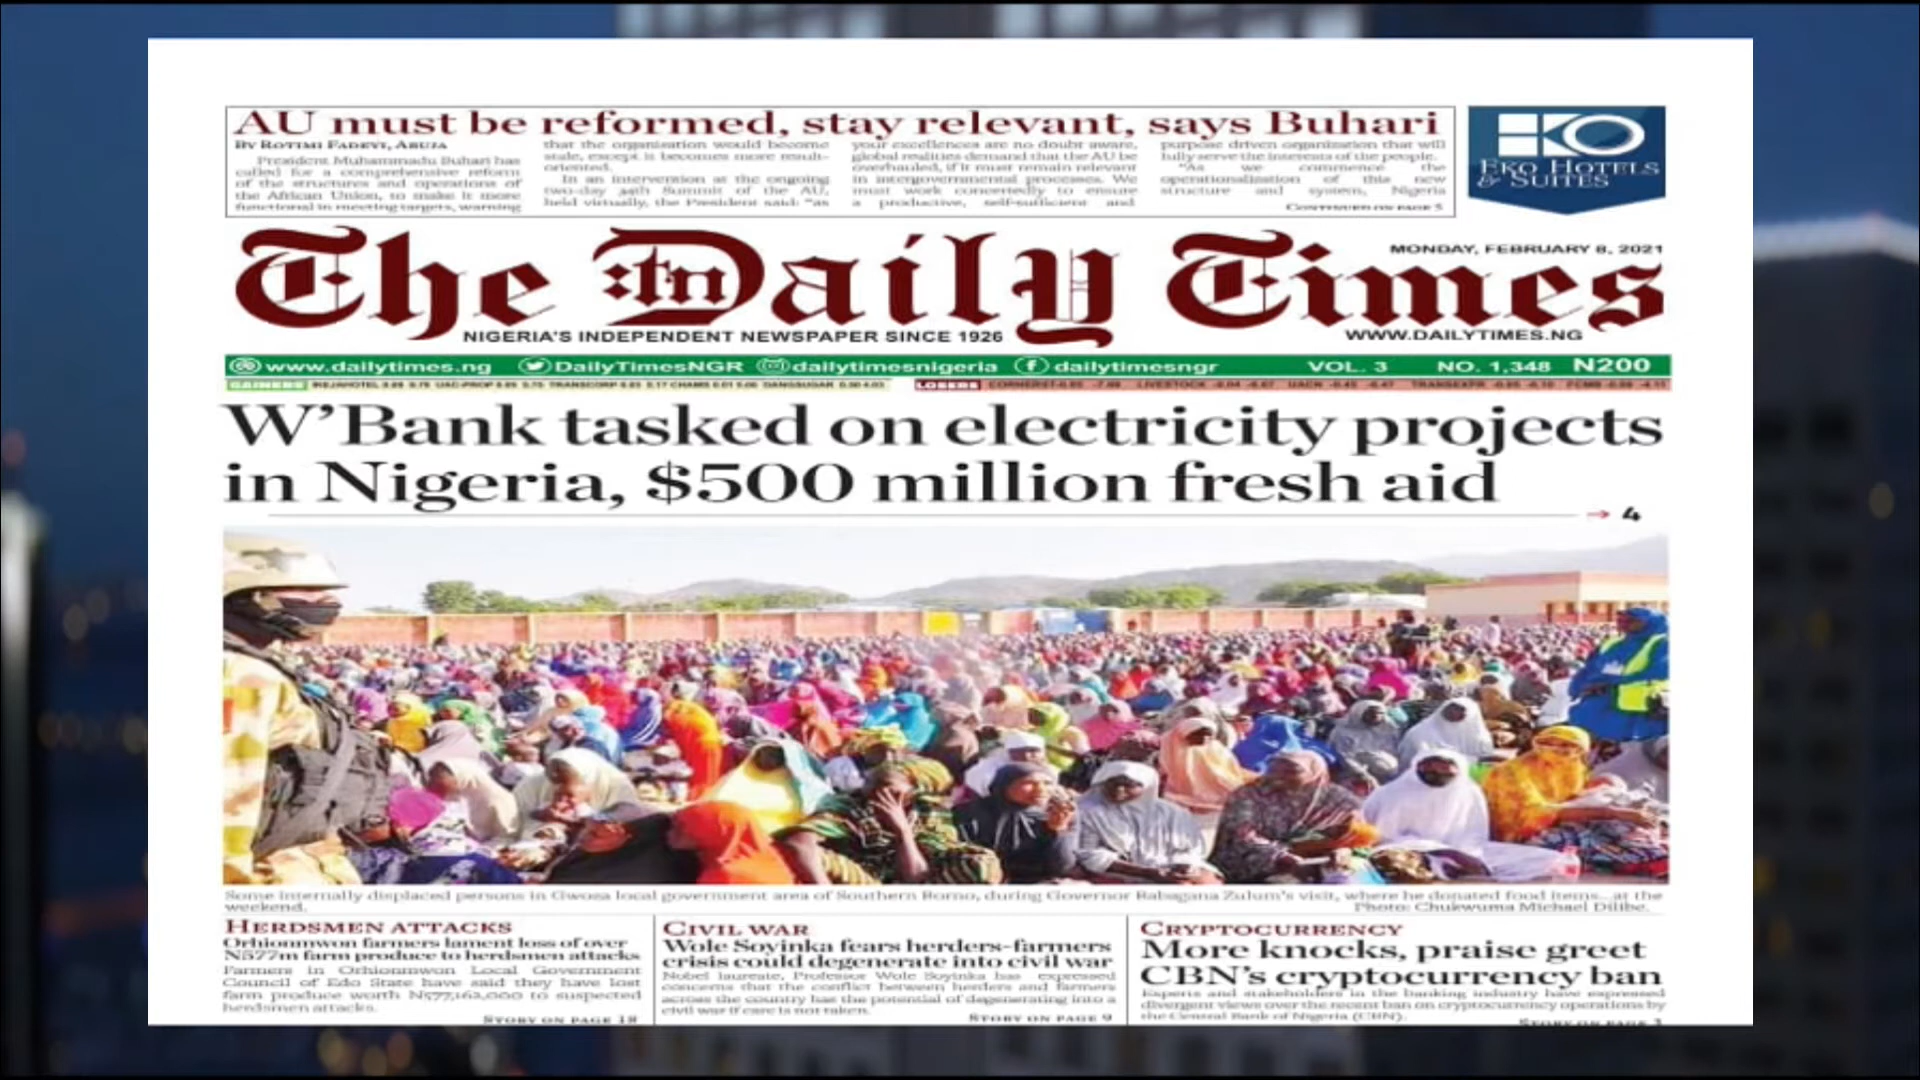 AU must be reformed, stay relevant, says Buhari
BY ROTIMI FADEYI, ABUJA
President Muhammadu Buhari has
called for a comprehensive reform
of the structures and operations of
the African Union, to make it more
functional in meeting targets, warning
that the organisation would become
stale, except it becomes more result-
oriented.
In an intervention at the ongoing
two-day 34th Summit of the AU,
held virtually, the President said: "as
your excellences are no doubt aware,
global realities demand that the AU be
overhauled, if it must remain relevant
in intergovernmental processes. We
must work concertedly to ensure
a productive, self-sufficient and
purpose driven organization that will
fully serve the interests of the people.
"As we commence the
operationalization of this new
structure and system, Nigeria
CONTINUED ON PAGE 5
EKO HOTELS
& SUITES
MONDAY, FEBRUARY 8, 2021
The Daily Times
:tn
NIGERIA'S INDEPENDENT NEWSPAPER SINCE 1926
WWW.DAILYTIMES.NG
www.dailytimes.ng DailyTimesNGR dailytimesnigeria dailytimesngr VOL. 3 NO. 1,348 N200
GAINERS LOSERS
W'Bank tasked on electricity projects
in Nigeria, $500 million fresh aid
→ 4
Some internally displaced persons in Gwoza local government area of Southern Borno, during Governor Babagana Zulum's visit, where he donated food items...at the
weekend. Photo: Chukwuma Michael Dilibe.
HERDSMEN ATTACKS
Orhionmwon farmers lament loss of over
N577m farm produce to herdsmen attacks
Farmers in Orhionmwon Local Government
Council of Edo State have said they have lost
farm produce worth N577,162,000 to suspected
herdsmen attacks.
STORY ON PAGE 18
CIVIL WAR
Wole Soyinka fears herders-farmers
crisis could degenerate into civil war
Nobel laureate, Professor Wole Soyinka has expressed
concerns that the conflict between herders and farmers
across the country has the potential of degenerating into a
civil war if care is not taken.
STORY ON PAGE 9
CRYPTOCURRENCY
More knocks, praise greet
CBN's cryptocurrency ban
Experts and stakeholders in the banking industry have expressed
divergent views over the recent ban on cryptocurrency operations by
the Central Bank of Nigeria (CBN).
STORY ON PAGE 3